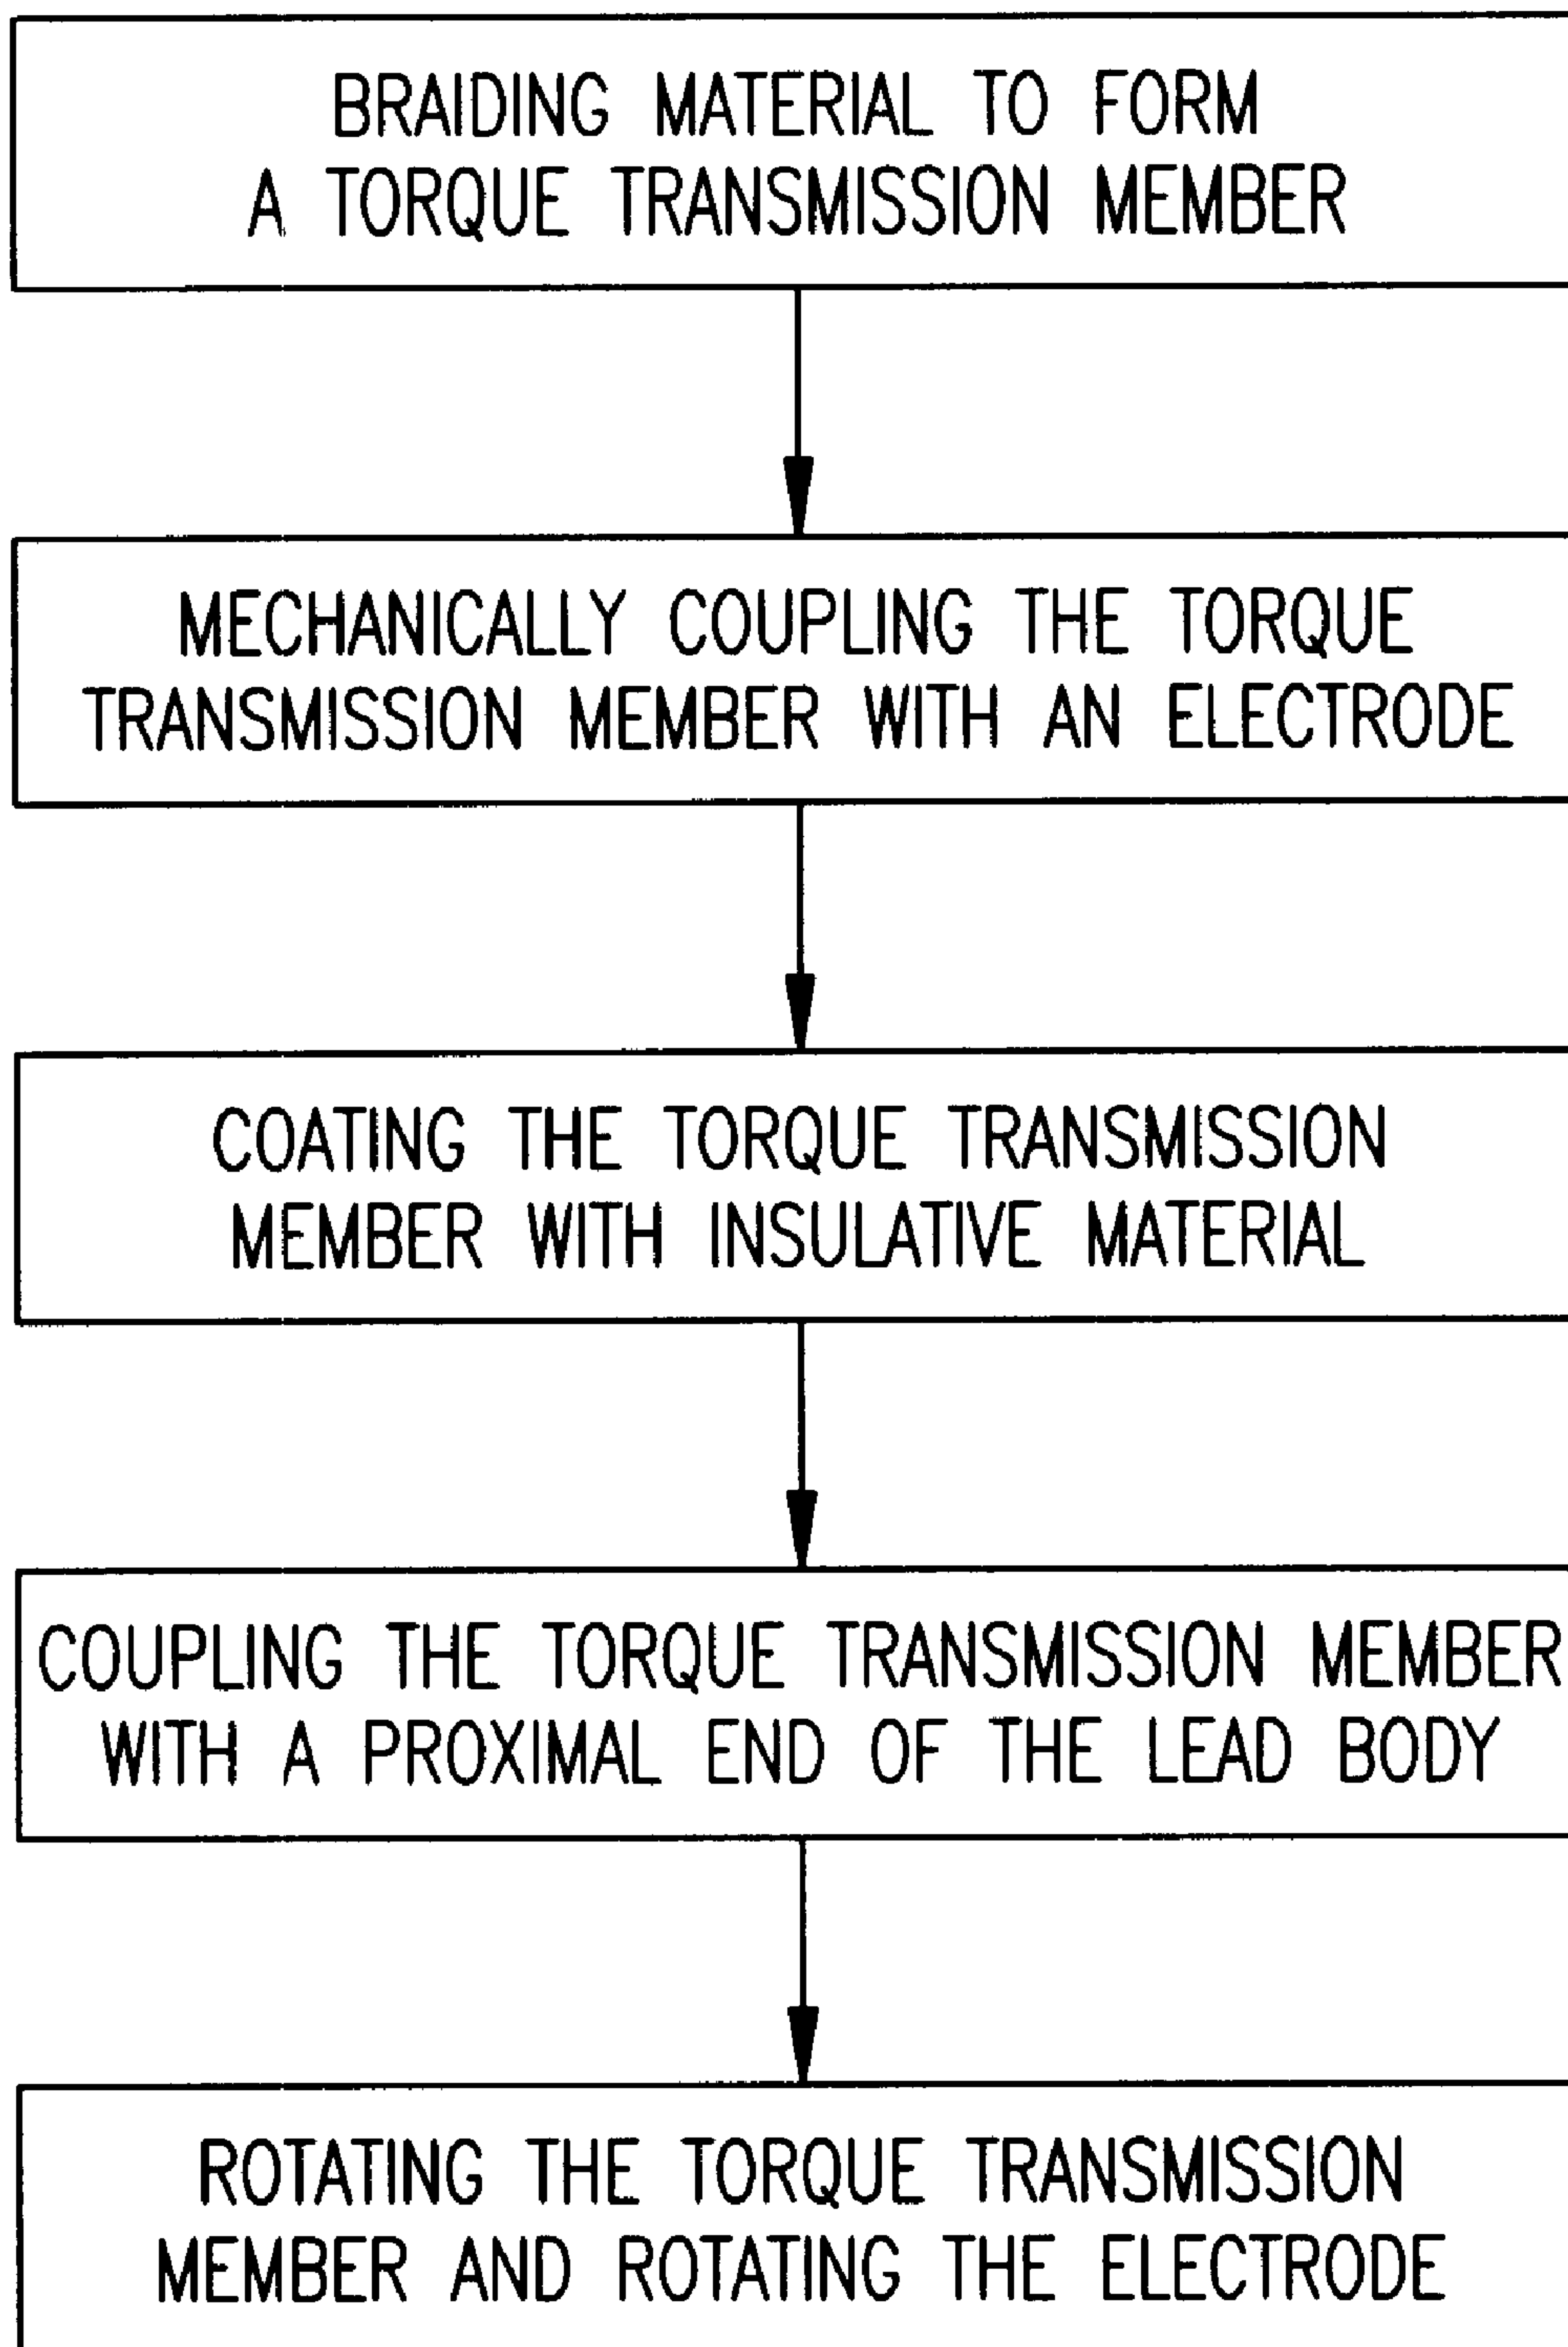 BRAIDING MATERIAL TO FORM
A TORQUE TRANSMISSION MEMBER
MECHANICALLY COUPLING THE TORQUE
TRANSMISSION MEMBER WITH AN ELECTRODE
COATING THE TORQUE TRANSMISSION
MEMBER WITH INSULATIVE MATERIAL
COUPLING THE TORQUE TRANSMISSION MEMBER
WITH A PROXIMAL END OF THE LEAD BODY
ROTATING THE TORQUE TRANSMISSION
MEMBER AND ROTATING THE ELECTRODE